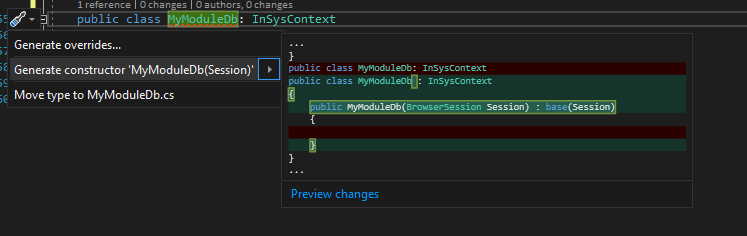 1 reference | 0 changes | 0 authors, 0 changes
55
public class MyModuleDb: InSysContext
Generate overrides...
Generate constructor 'MyModuleDb(Session)'
Move type to MyModuleDb.cs
...
}
public class MyModuleDb: InSysContext
public class MyModuleDb : InSysContext
{
public MyModuleDb(BrowserSession Session) : base(Session)
{
}
}
...
Preview changes